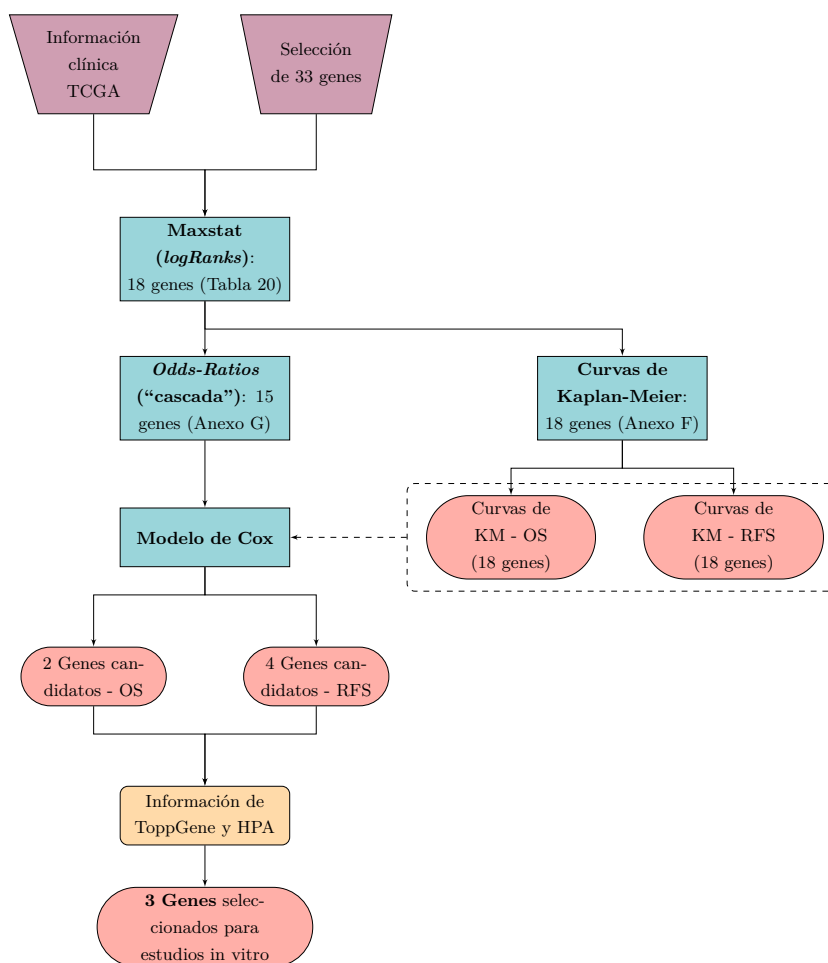 Información
clínica
TCGA
Selección
de 33 genes
Maxstat
(logRanks):
18 genes (Tabla 20)
Odds-Ratios
(“cascada”): 15
genes (Anexo G)
Curvas de
Kaplan-Meier:
18 genes (Anexo F)
Curvas de
KM - OS
(18 genes)
Curvas de
KM - RFS
(18 genes)
Modelo de Cox
2 Genes can-
didatos - OS
4 Genes can-
didatos - RFS
Información de
ToppGene y HPA
3 Genes selec-
cionados para
estudios in vitro